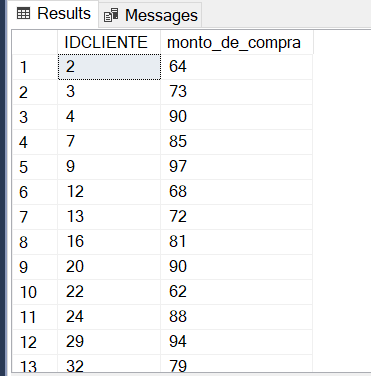 Results Messages
IDCLIENTE monto_de_compra
1 2 64
2 3 73
3 4 90
4 7 85
5 9 97
6 12 68
7 13 72
8 16 81
9 20 90
10 22 62
11 24 88
12 29 94
13 32 79